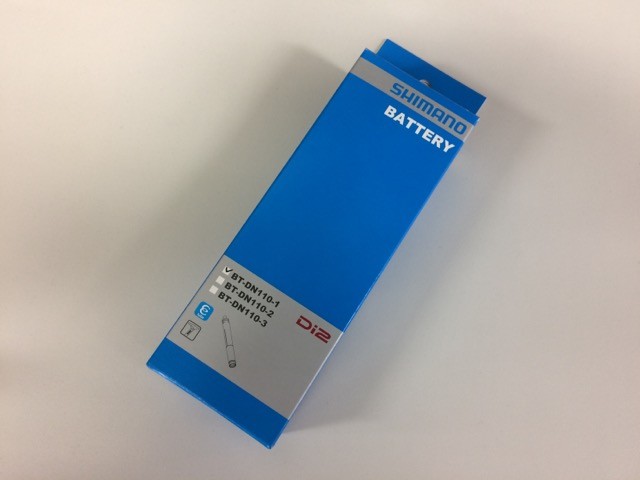 SHIMANO
BATTERY
BT-DN110-1
BT-DN110-2
BT-DN110-3
Di2
e